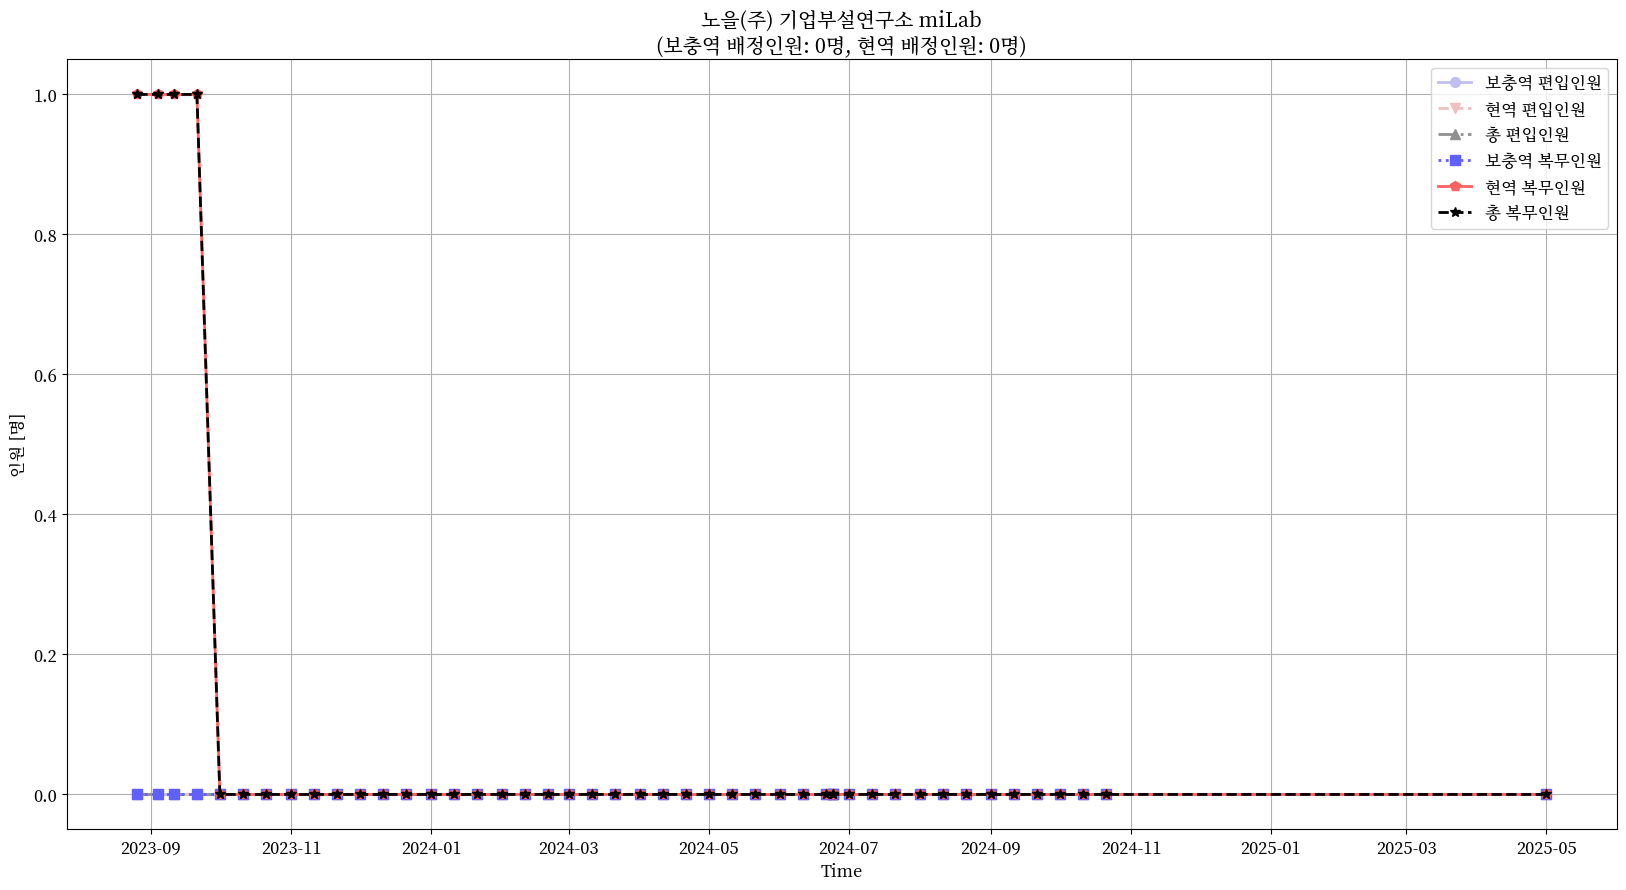 노을(주) 기업부설연구소 miLab
(보충역 배정인원: 0명, 현역 배정인원: 0명)
보충역 편입인원
현역 편입인원
총 편입인원
보충역 복무인원
현역 복무인원
총 복무인원
1.0
0.8
0.6
0.4
0.2
0.0
인원 [명]
2023-09 2023-11 2024-01 2024-03 2024-05 2024-07 2024-09 2024-11 2025-01 2025-03 2025-05
Time